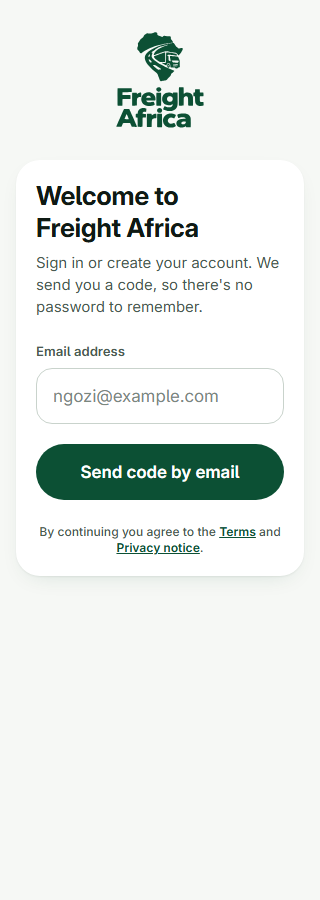 Freight
Africa
Welcome to
Freight Africa
Sign in or create your account. We
send you a code, so there's no
password to remember.
Email address
ngozi@example.com
Send code by email
By continuing you agree to the Terms and
Privacy notice.